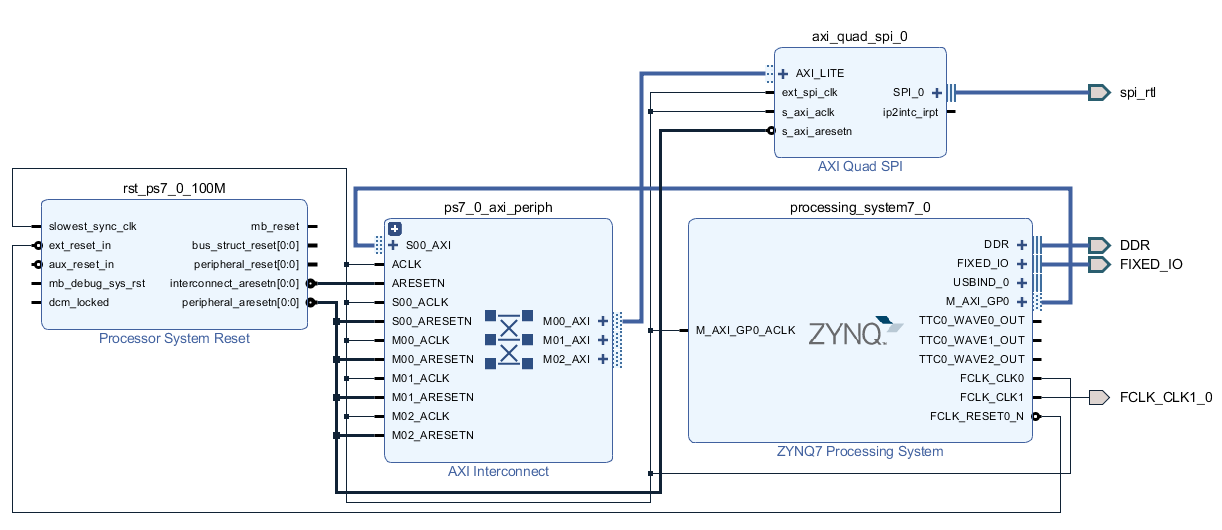 axi_quad_spi_0
AXI_LITE
ext_spi_clk
s_axi_aclk
s_axi_aresetn
SPI_0
ip2intc_irpt
AXI Quad SPI
spi_rtl
rst_ps7_0_100M
slowest_sync_clk
ext_reset_in
aux_reset_in
mb_debug_sys_rst
dcm_locked
mb_reset
bus_struct_reset[0:0]
peripheral_reset[0:0]
interconnect_aresetn[0:0]
peripheral_aresetn[0:0]
Processor System Reset
ps7_0_axi_periph
S00_AXI
ACLK
ARESETN
S00_ACLK
S00_ARESETN
M00_ACLK
M00_ARESETN
M01_ACLK
M01_ARESETN
M02_ACLK
M02_ARESETN
M00_AXI
M01_AXI
M02_AXI
AXI Interconnect
processing_system7_0
M_AXI_GP0_ACLK
ZYNQ
DDR
FIXED_IO
USBIND_0
M_AXI_GP0
TTC0_WAVE0_OUT
TTC0_WAVE1_OUT
TTC0_WAVE2_OUT
FCLK_CLK0
FCLK_CLK1
FCLK_RESET0_N
ZYNQ7 Processing System
DDR
FIXED_IO
FCLK_CLK1_0